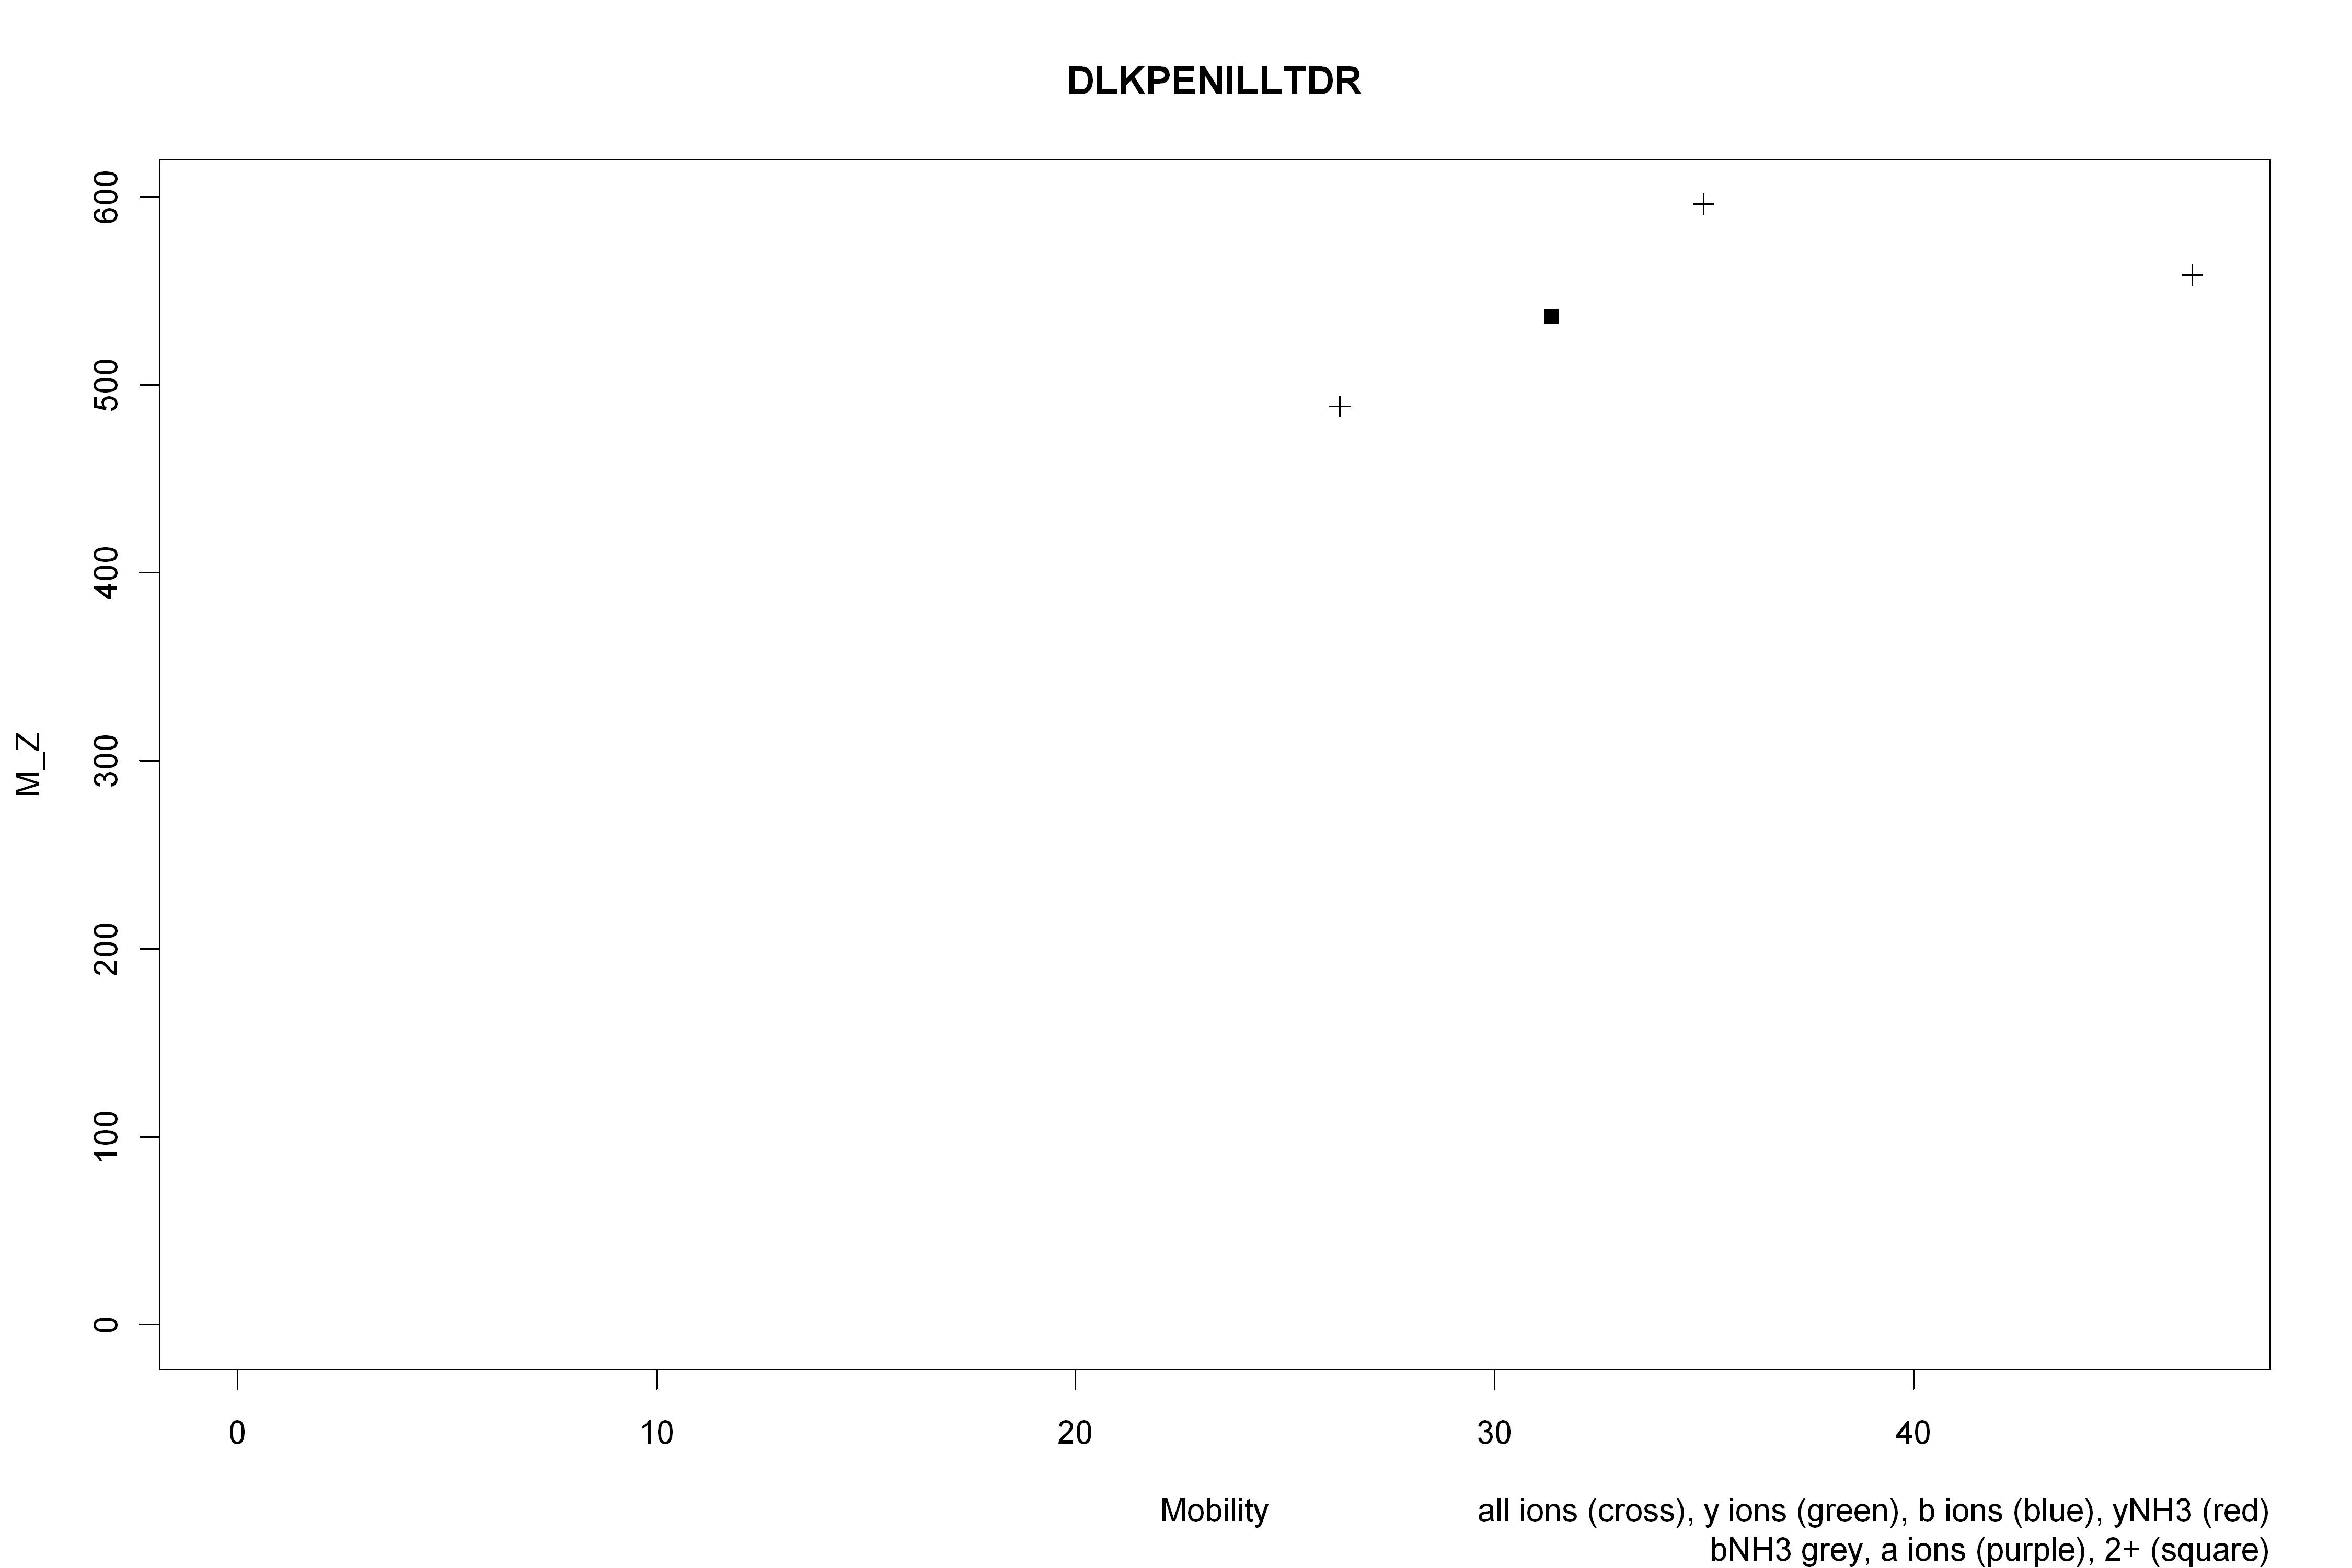 DLKPENILLTDR
600
500
400
300
200
100
0
M_Z
0 10 20 30 40
Mobility
all ions (cross), y ions (green), b ions (blue), yNH3 (red)
bNH3 grey, a ions (purple), 2+ (square)